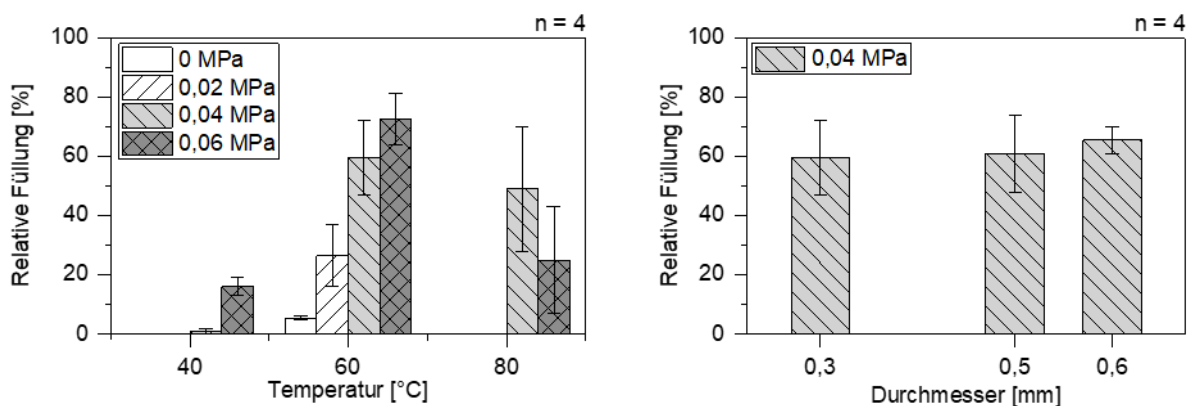 n = 4
100
80
60
40
20
0
Relative Füllung [%]
0 MPa
0,02 MPa
0,04 MPa
0,06 MPa
40
60
80
Temperatur [°C]
n = 4
100
80
60
40
20
0
Relative Füllung [%]
0,04 MPa
0,3
0,5
0,6
Durchmesser [mm]